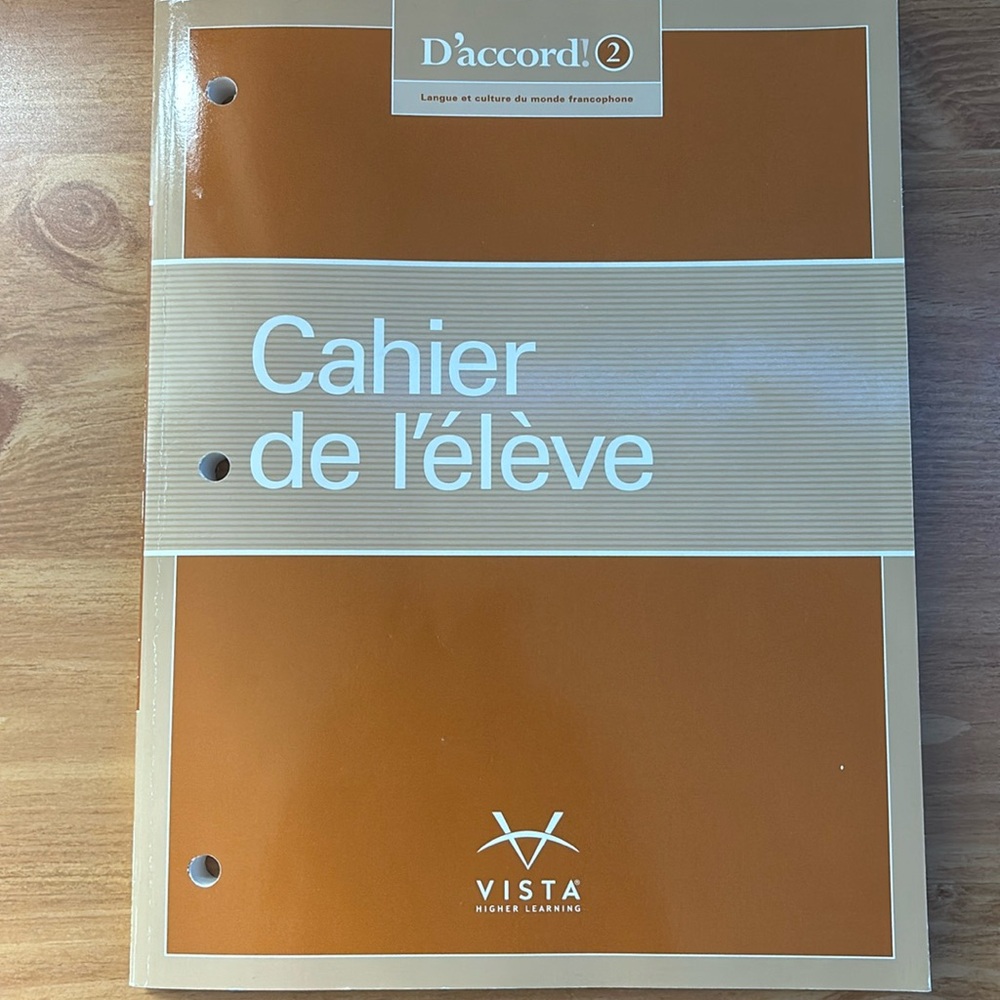 D'accord! 2
Langue et culture du monde francophone
Cahier
de l'élève
VISTA®
HIGHER LEARNING